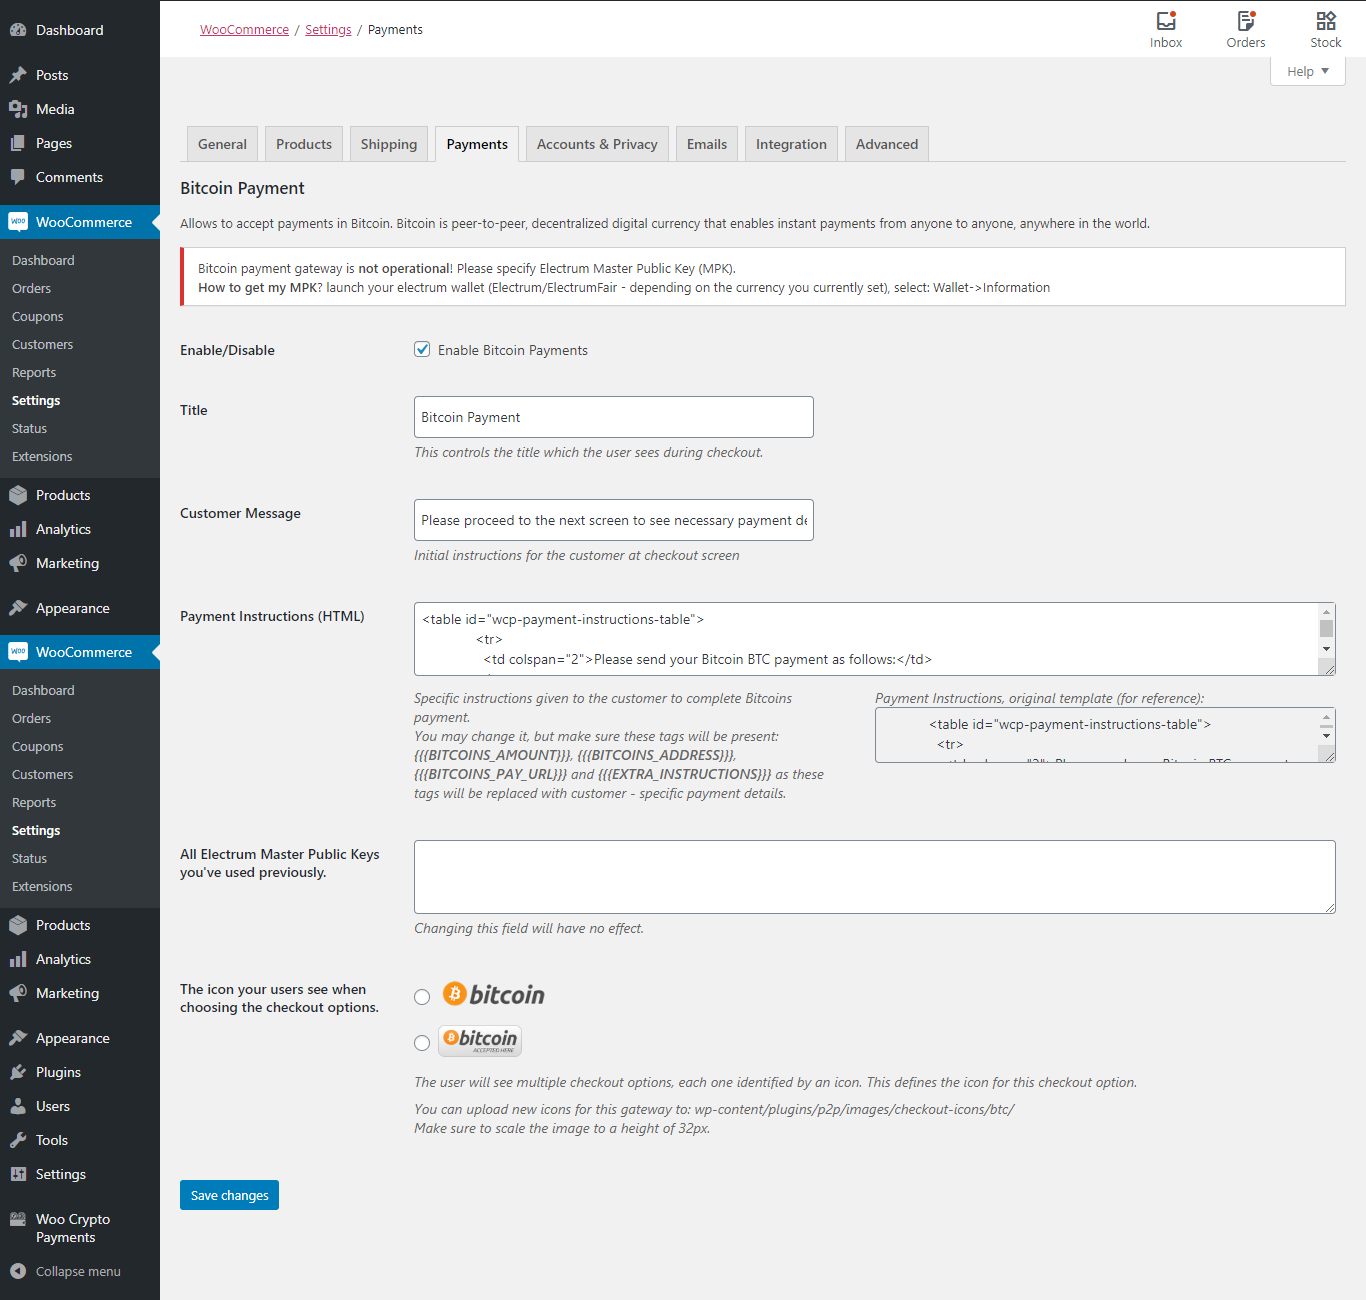 Dashboard
Posts
Media
Pages
Comments
WooCommerce
Dashboard
Orders
Coupons
Customers
Reports
Settings
Status
Extensions
Products
Analytics
Marketing
Appearance
WooCommerce
Dashboard
Orders
Coupons
Customers
Reports
Settings
Status
Extensions
Products
Analytics
Marketing
Appearance
Plugins
Users
Tools
Settings
Woo Crypto
Payments
Collapse menu
WooCommerce / Settings / Payments
Inbox Orders Stock
Help
General Products Shipping Payments Accounts & Privacy Emails Integration Advanced
Bitcoin Payment
Allows to accept payments in Bitcoin. Bitcoin is peer-to-peer, decentralized digital currency that enables instant payments from anyone to anyone, anywhere in the world.
Bitcoin payment gateway is not operational! Please specify Electrum Master Public Key (MPK).
How to get my MPK? launch your electrum wallet (Electrum/ElectrumFair - depending on the currency you currently set), select: Wallet->Information
Enable/Disable
Enable Bitcoin Payments
Title
Bitcoin Payment
This controls the title which the user sees during checkout.
Customer Message
Please proceed to the next screen to see necessary payment de
Initial instructions for the customer at checkout screen
Payment Instructions (HTML)
<table id="wcp-payment-instructions-table">
<tr>
<td colspan="2">Please send your Bitcoin BTC payment as follows:</td>
Specific instructions given to the customer to complete Bitcoins
payment.
You may change it, but make sure these tags will be present:
{{{BITCOINS_AMOUNT}}}, {{{BITCOINS_ADDRESS}}},
{{{BITCOINS_PAY_URL}}} and {{{EXTRA_INSTRUCTIONS}}} as these
tags will be replaced with customer - specific payment details.
Payment Instructions, original template (for reference):
<table id="wcp-payment-instructions-table">
<tr>
All Electrum Master Public Keys
you've used previously.
Changing this field will have no effect.
The icon your users see when
choosing the checkout options.
bitcoin
bitcoin
ACCEPTED HERE
The user will see multiple checkout options, each one identified by an icon. This defines the icon for this checkout option.
You can upload new icons for this gateway to: wp-content/plugins/p2p/images/checkout-icons/btc/
Make sure to scale the image to a height of 32px.
Save changes